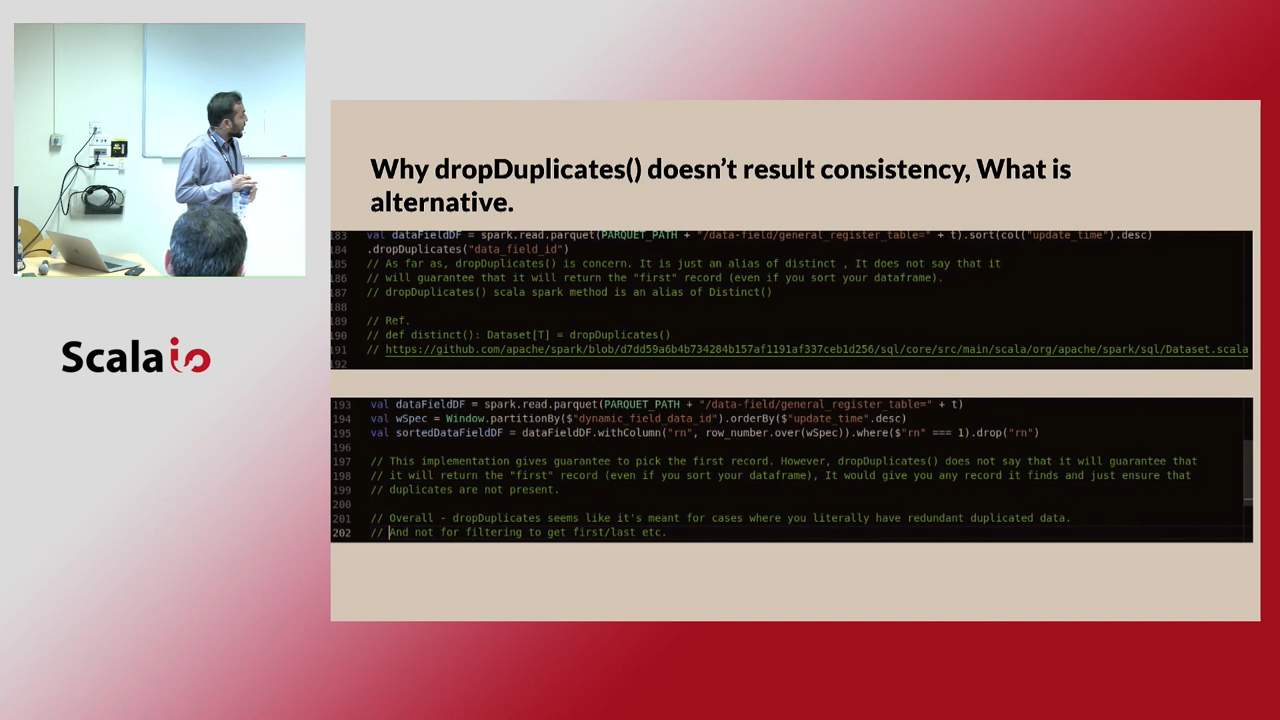 Why dropDuplicates() doesn't result consistency, What is
alternative.
183 val dataFieldDF = spark.read.parquet(PARQUET_PATH + "/data-field/general_register_table=" + t).sort(col("update_time").desc)
184 .dropDuplicates("data_field_id")
185 // As far as, dropDuplicates() is concern. It is just an alias of distinct , It does not say that it
186 // will guarantee that it will return the "first" record (even if you sort your dataframe).
187 // dropDuplicates() scala spark method is an alias of Distinct()
188
189 // Ref.
190 // def distinct(): Dataset[T] = dropDuplicates()
191 // https://github.com/apache/spark/blob/d7dd59a6b4b734284b157af1191af337ceb1d256/sql/core/src/main/scala/org/apache/spark/sql/Dataset.scala
192
193 val dataFieldDF = spark.read.parquet(PARQUET_PATH + "/data-field/general_register_table=" + t)
194 val wSpec = Window.partitionBy($"dynamic_field_data_id").orderBy($"update_time".desc)
195 val sortedDataFieldDF = dataFieldDF.withColumn("rn", row_number.over(wSpec)).where($"rn" === 1).drop("rn")
196
197 // This implementation gives guarantee to pick the first record. However, dropDuplicates() does not say that it will guarantee that
198 // it will return the "first" record (even if you sort your dataframe), It would give you any record it finds and just ensure that
199 // duplicates are not present.
200
201 // Overall - dropDuplicates seems like it's meant for cases where you literally have redundant duplicated data.
202 // And not for filtering to get first/last etc.
Scala io